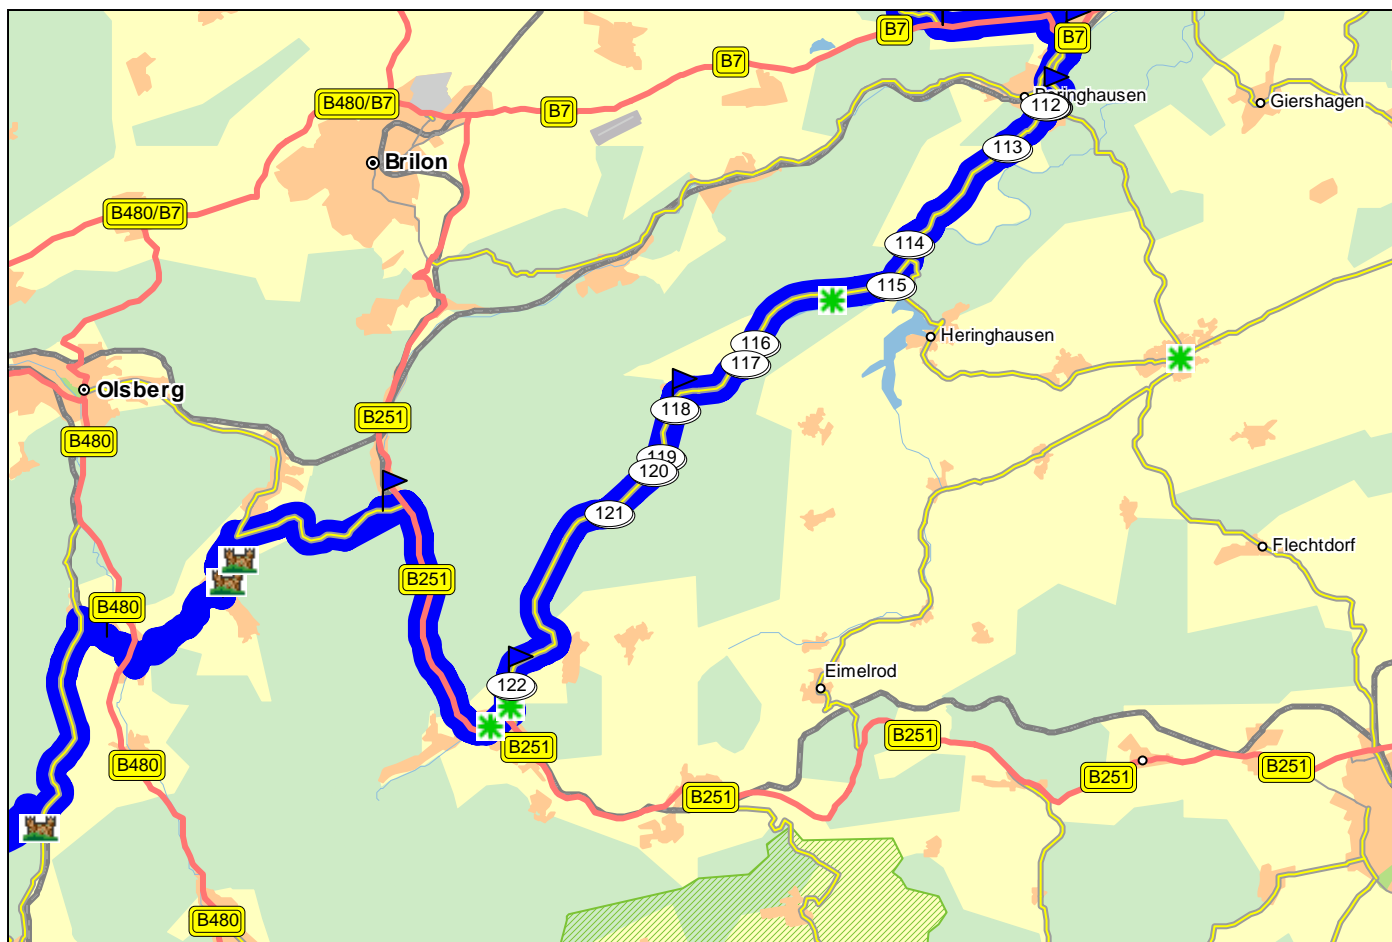 B7
B7
B7
B480/B7
B7
Giershagen
112
113
Brilon
B480/B7
114
115
Heringhausen
116
117
Olsberg
118
B251
B480
119
120
121
Flechtdorf
B251
B480
Eimelrod
122
B251
B251
B480
B251
B251
B251
B480